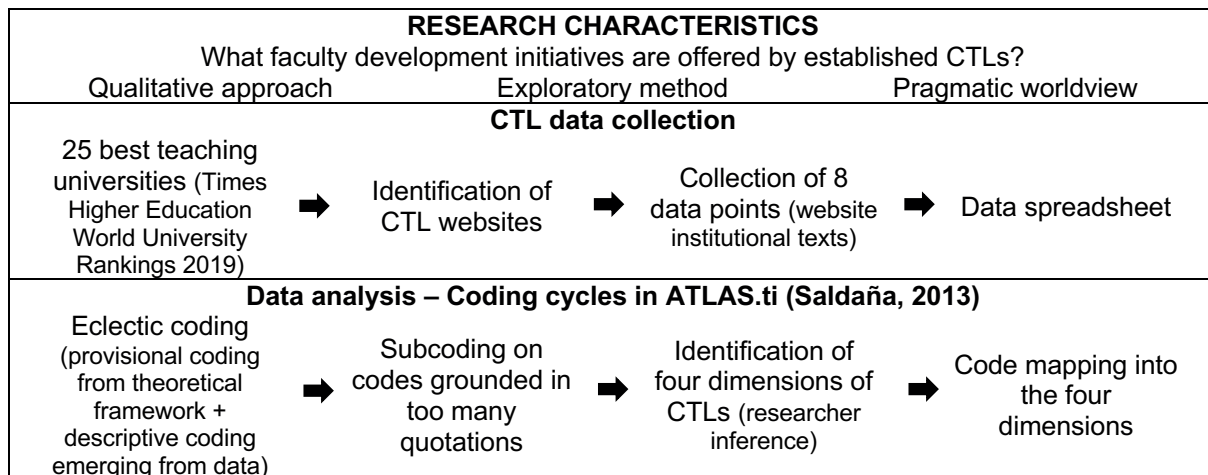 RESEARCH CHARACTERISTICS
What faculty development initiatives are offered by established CTLs?
Qualitative approach Exploratory method Pragmatic worldview
CTL data collection
25 best teaching
universities (Times
Higher Education
World University
Rankings 2019)
Identification of
CTL websites
Collection of 8
data points (website
institutional texts)
Data spreadsheet
Data analysis – Coding cycles in ATLAS.ti (Saldaña, 2013)
Eclectic coding
(provisional coding
from theoretical
framework +
descriptive coding
emerging from data)
Subcoding on
codes grounded in
too many
quotations
Identification of
four dimensions of
CTLs (researcher
inference)
Code mapping into
the four
dimensions